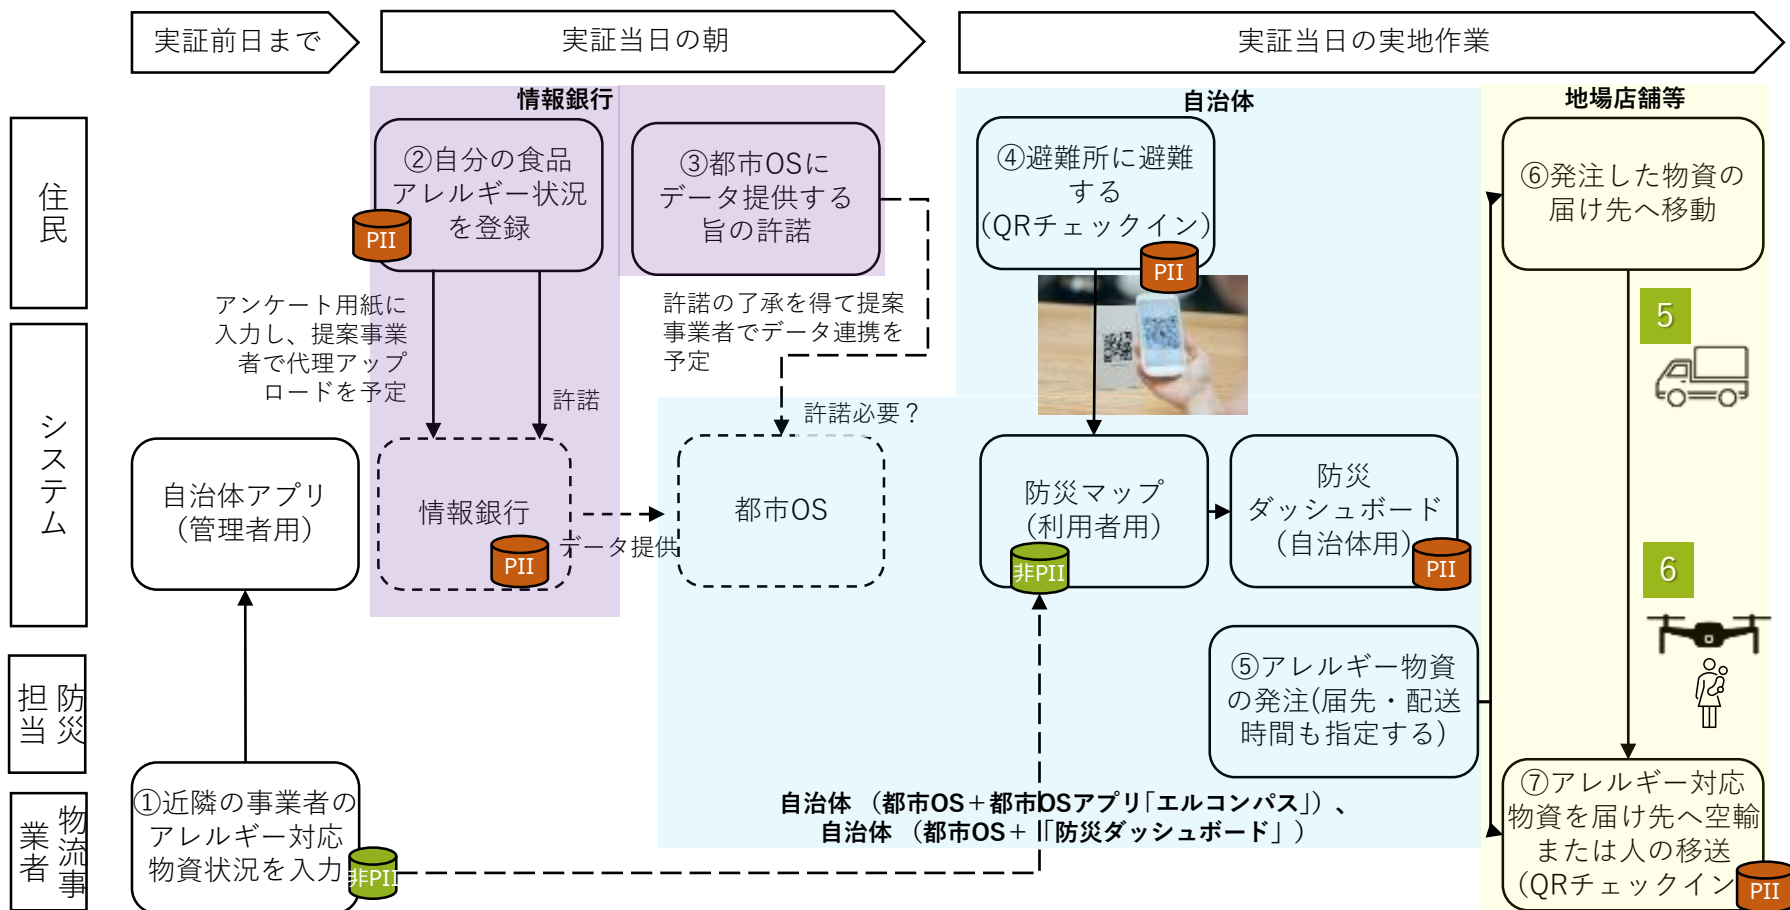 実証前日まで
実証当日の朝
実証当日の実地作業
情報銀行
自治体
地場店舗等
住民
②自分の食品
アレルギー状況
を登録
PII
③都市OSに
データ提供する
旨の許諾
④避難所に避難
する
(QRチェックイン)
PII
⑥発注した物資の
届け先へ移動
アンケート用紙に
入力し、提案事業
者で代理アップ
ロードを予定
許諾
許諾の了承を得て提案
事業者でデータ連携を
予定
許諾必要？
5
システム
自治体アプリ
(管理者用)
情報銀行
PII
データ提供
都市OS
防災マップ
(利用者用)
非PII
防災
ダッシュボード
(自治体用)
PII
6
防災
担当
⑤アレルギー物資
の発注(届先・配送
時間も指定する)
物流事
業者
①近隣の事業者の
アレルギー対応
物資状況を入力
非PII
自治体 （都市OS＋都市OSアプリ「エルコンパス」）、
自治体 （都市OS＋「防災ダッシュボード」）
⑦アレルギー対応
物資を届け先へ空輸
または人の移送
(QRチェックイン)
PII